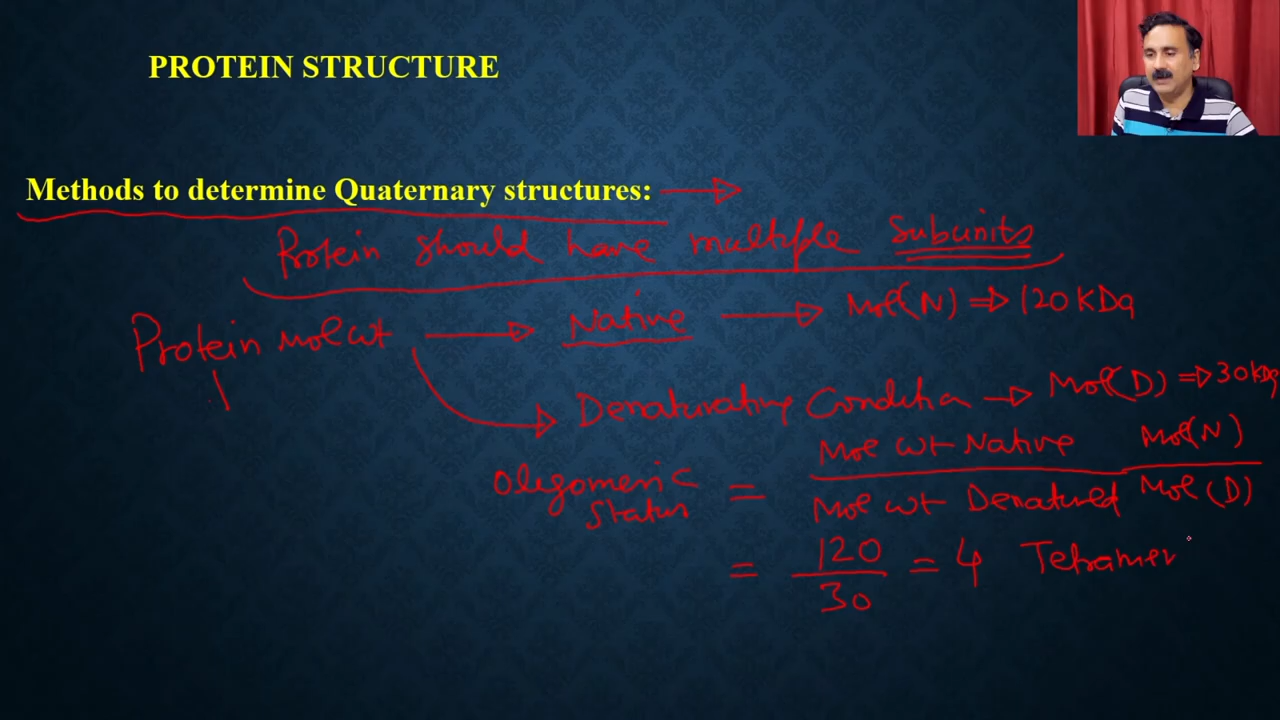 PROTEIN STRUCTURE
Methods to determine Quaternary structures:
Protein should have multiple Subunits
Protein mol wt → Native → Mol(N) ⇒ 120 KDa
Denaturating Condition → Mol(D) ⇒ 30 KDa
Oligomeric Status = Mol wt Native / Mol wt Denatured Mol(N) / Mol(D)
= 120 / 30 = 4 Tetramer